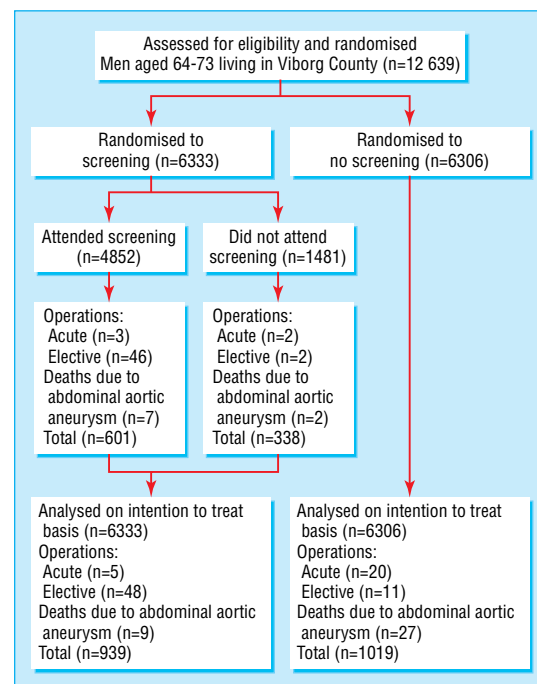 Assessed for eligibility and randomised
Men aged 64-73 living in Viborg County (n=12 639)
Randomised to
screening (n=6333)
Randomised to
no screening (n=6306)
Attended screening
(n=4852)
Did not attend
screening (n=1481)
Operations:
Acute (n=3)
Elective (n=46)
Deaths due to
abdominal aortic
aneurysm (n=7)
Total (n=601)
Operations:
Acute (n=2)
Elective (n=2)
Deaths due to
abdominal aortic
aneurysm (n=2)
Total (n=338)
Analysed on intention to treat
basis (n=6333)
Operations:
Acute (n=5)
Elective (n=48)
Deaths due to abdominal aortic
aneurysm (n=9)
Total (n=939)
Analysed on intention to treat
basis (n=6306)
Operations:
Acute (n=20)
Elective (n=11)
Deaths due to abdominal aortic
aneurysm (n=27)
Total (n=1019)